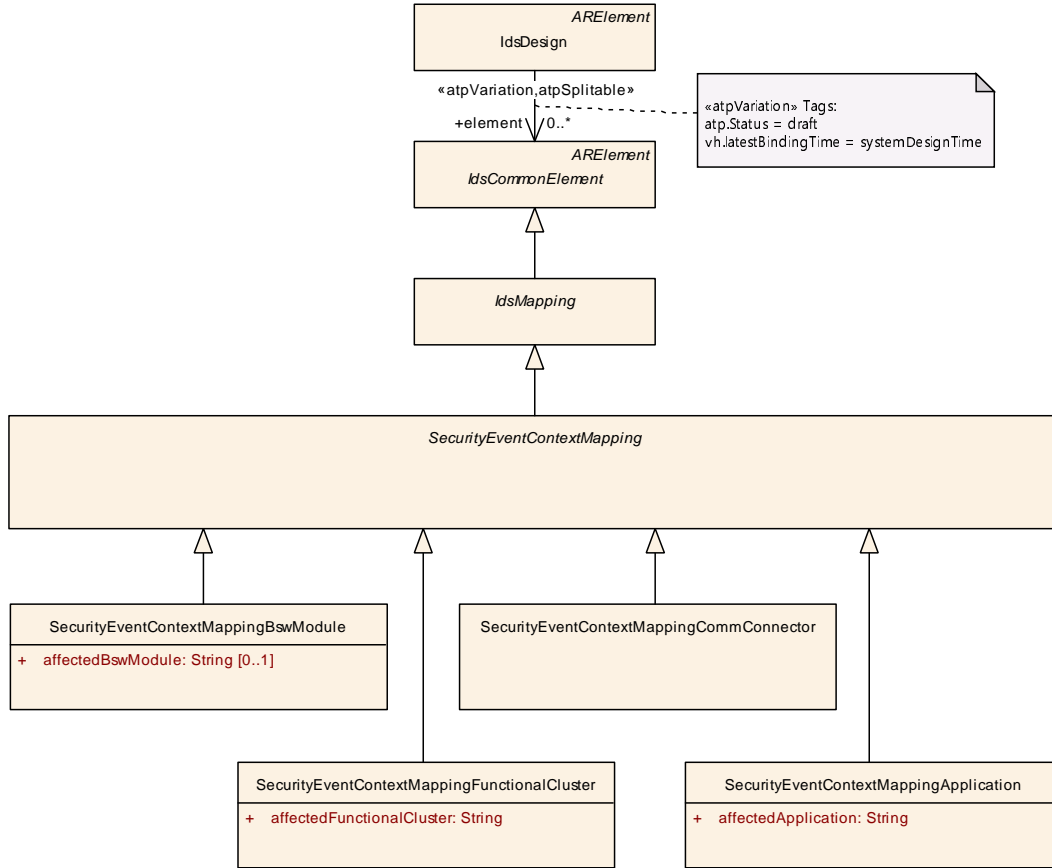 ARElement
IdsDesign
«atpVariation,atpSplitable»
+element 0..*
«atpVariation» Tags:
atp.Status = draft
vh.latestBindingTime = systemDesignTime
ARElement
IdsCommonElement
IdsMapping
SecurityEventContextMapping
SecurityEventContextMappingBswModule
+ affectedBswModule: String [0..1]
SecurityEventContextMappingCommConnector
SecurityEventContextMappingFunctionalCluster
+ affectedFunctionalCluster: String
SecurityEventContextMappingApplication
+ affectedApplication: String